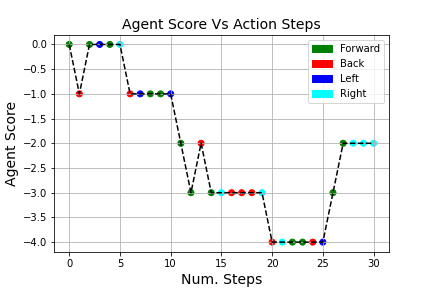 Agent Score Vs Action Steps
Agent Score
0.0
−0.5
−1.0
−1.5
−2.0
−2.5
−3.0
−3.5
−4.0
Forward
Back
Left
Right
0 5 10 15 20 25 30
Num. Steps